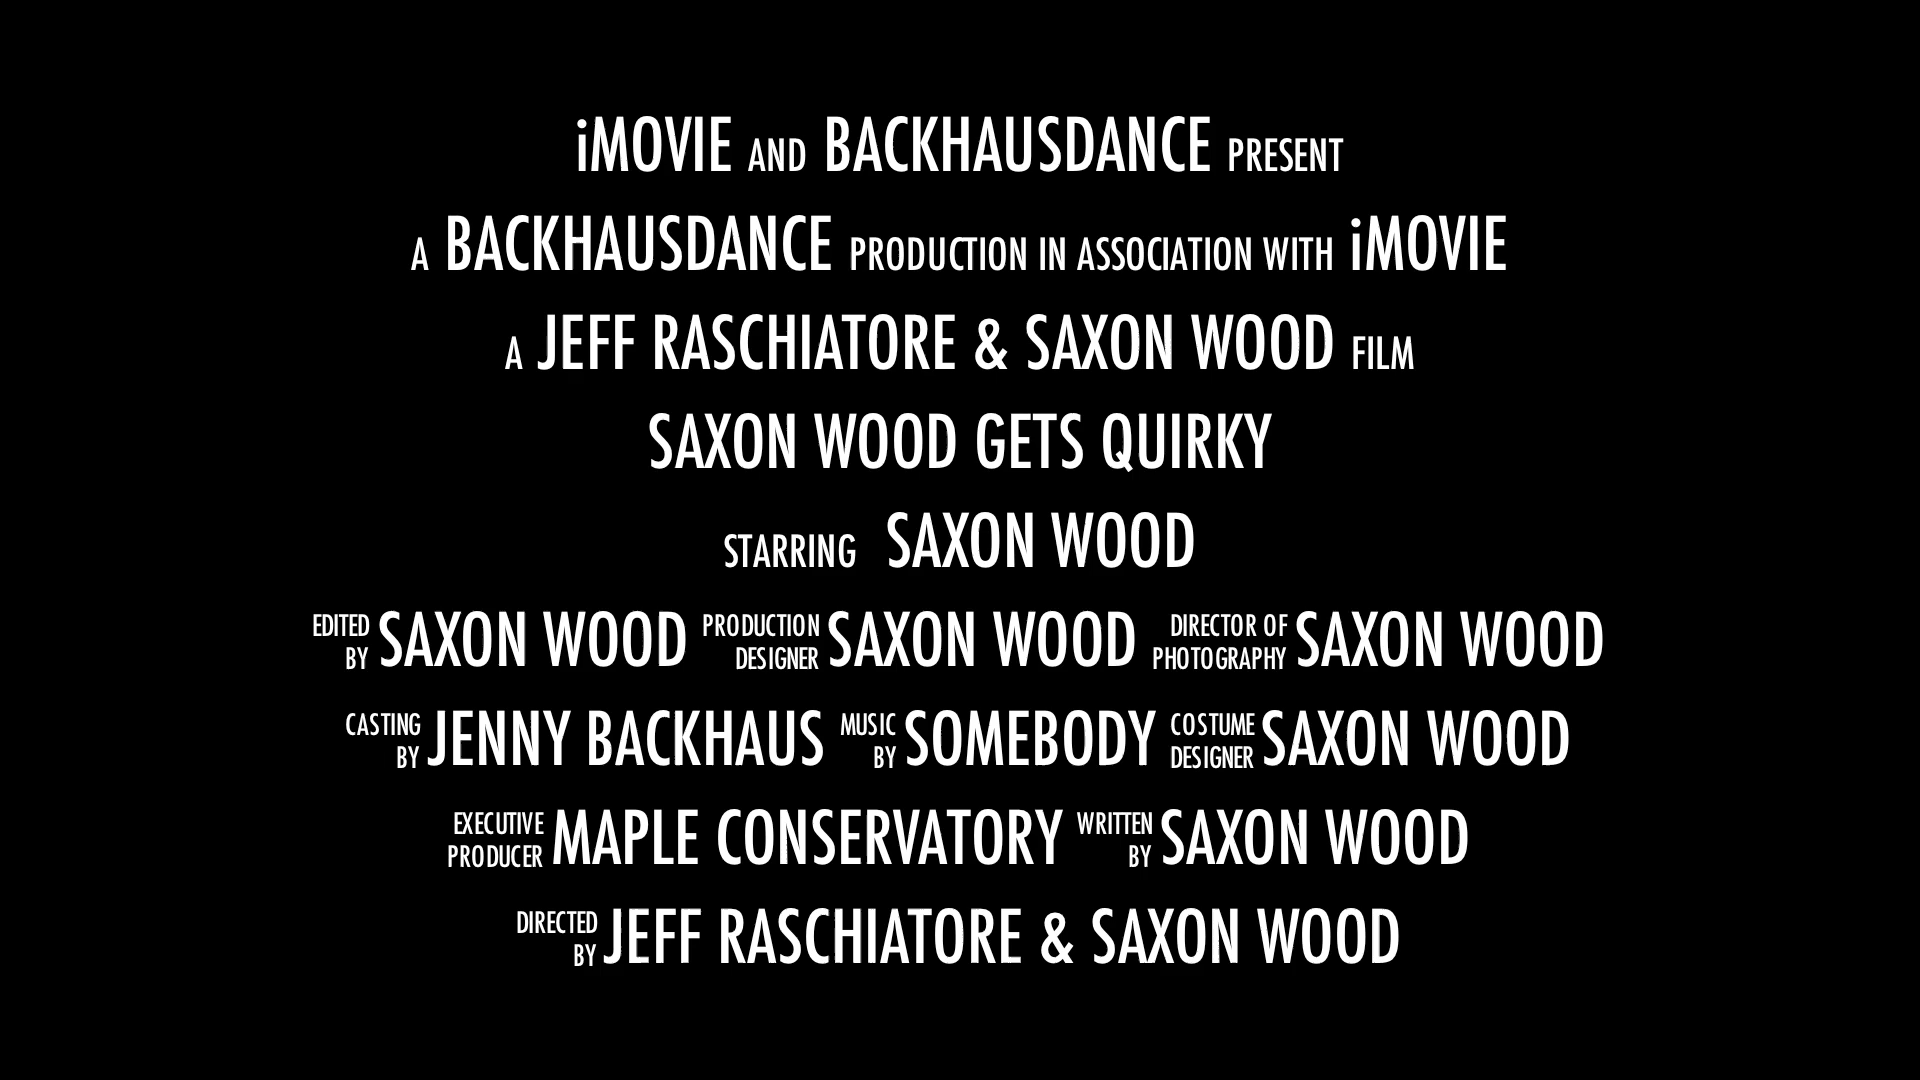 iMOVIE AND BACKHAUSDANCE PRESENT
A BACKHAUSDANCE PRODUCTION IN ASSOCIATION WITH iMOVIE
A JEFF RASCHIATORE & SAXON WOOD FILM
SAXON WOOD GETS QUIRKY
STARRING SAXON WOOD
EDITED BY SAXON WOOD PRODUCTION DESIGNER SAXON WOOD DIRECTOR OF PHOTOGRAPHY SAXON WOOD
CASTING BY JENNY BACKHAUS MUSIC BY SOMEBODY COSTUME DESIGNER SAXON WOOD
EXECUTIVE PRODUCER MAPLE CONSERVATORY WRITTEN BY SAXON WOOD
DIRECTED BY JEFF RASCHIATORE & SAXON WOOD